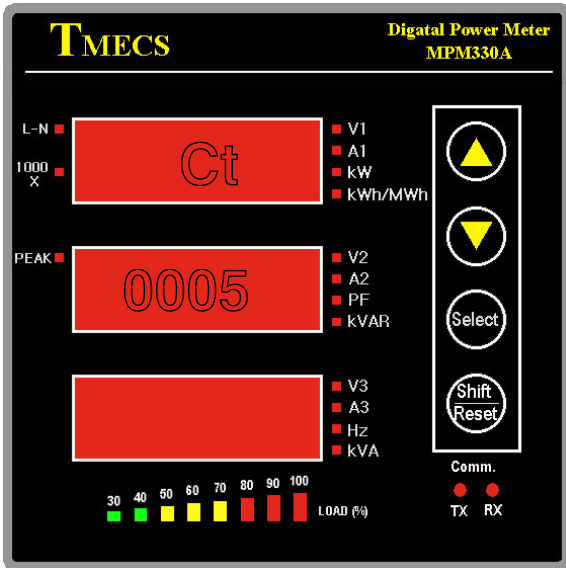 TMECS
Digatal Power Meter
MPM330A
L-N
1000
X
Ct
V1
A1
kW
kWh/MWh
PEAK
0005
V2
A2
PF
kVAR
V3
A3
Hz
kVA
Select
Shift
Reset
30 40 50 60 70 80 90 100
LOAD (%)
Comm.
TX RX